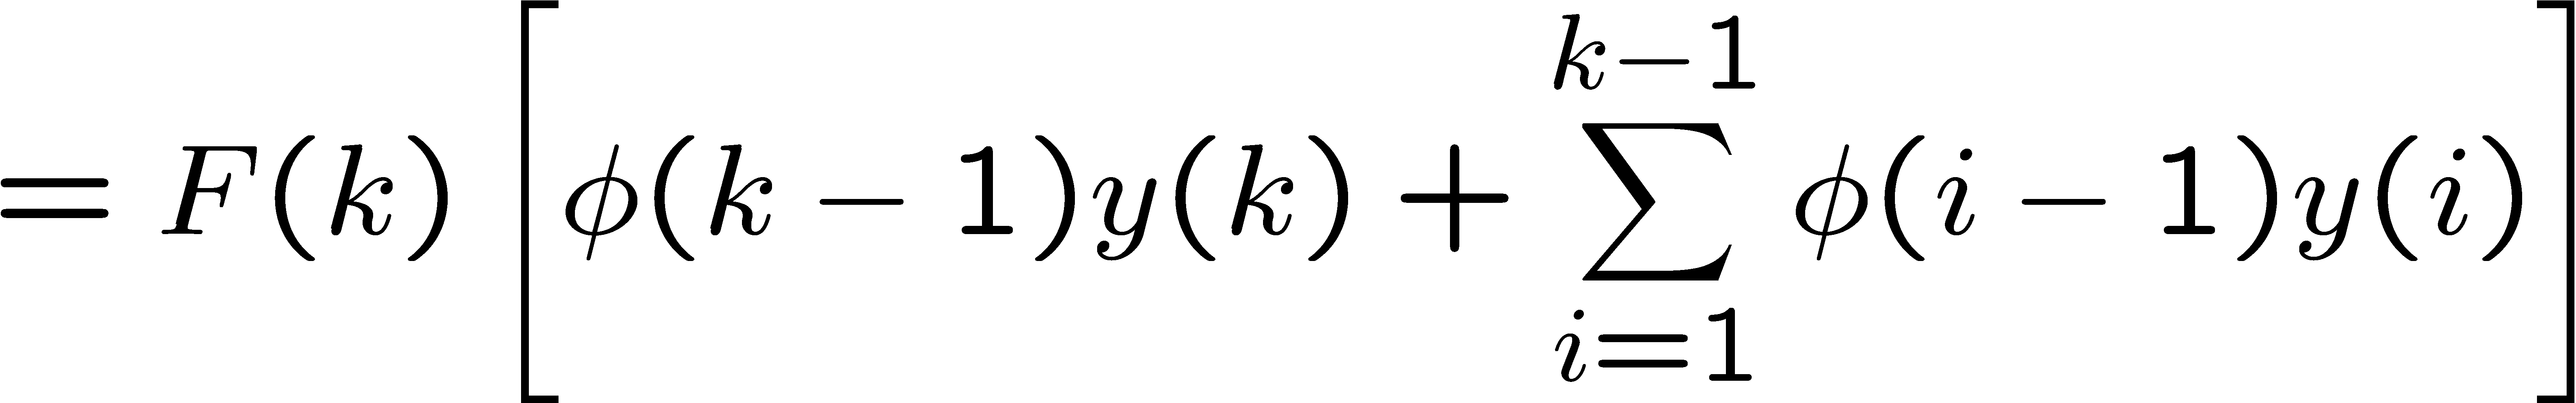 = F(k) [ϕ(k − 1)y(k) + ∑_{i=1}^{k−1} ϕ(i − 1)y(i)]